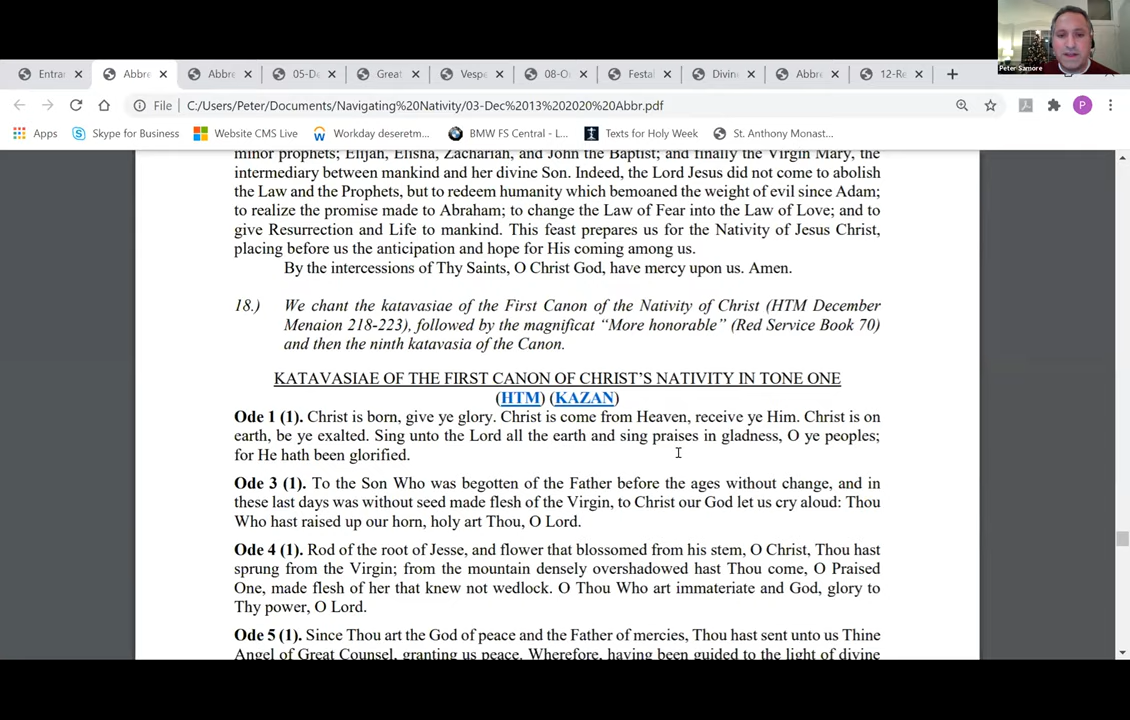 Peter Samore
Entra
Abbre
Abbre
05-De
Great
Vespe
08-O
Festal
Divin
Abbre
12-Re
File
C:/Users/Peter/Documents/Navigating%20Nativity/03-Dec%2013%202020%20Abbr.pdf
P
Apps
Skype for Business
Website CMS Live
Workday deseretm...
BMW FS Central - L...
Texts for Holy Week
St. Anthony Monast...
minor prophets; Elijah, Elisha, Zachariah, and John the Baptist; and finally the Virgin Mary, the
intermediary between mankind and her divine Son. Indeed, the Lord Jesus did not come to abolish
the Law and the Prophets, but to redeem humanity which bemoaned the weight of evil since Adam;
to realize the promise made to Abraham; to change the Law of Fear into the Law of Love; and to
give Resurrection and Life to mankind. This feast prepares us for the Nativity of Jesus Christ,
placing before us the anticipation and hope for His coming among us.
By the intercessions of Thy Saints, O Christ God, have mercy upon us. Amen.
18.) We chant the katavasiae of the First Canon of the Nativity of Christ (HTM December
Menaion 218-223), followed by the magnificat “More honorable” (Red Service Book 70)
and then the ninth katavasia of the Canon.
KATAVASIAE OF THE FIRST CANON OF CHRIST’S NATIVITY IN TONE ONE
(HTM) (KAZAN)
Ode 1 (1). Christ is born, give ye glory. Christ is come from Heaven, receive ye Him. Christ is on
earth, be ye exalted. Sing unto the Lord all the earth and sing praises in gladness, O ye peoples;
for He hath been glorified.
Ode 3 (1). To the Son Who was begotten of the Father before the ages without change, and in
these last days was without seed made flesh of the Virgin, to Christ our God let us cry aloud: Thou
Who hast raised up our horn, holy art Thou, O Lord.
Ode 4 (1). Rod of the root of Jesse, and flower that blossomed from his stem, O Christ, Thou hast
sprung from the Virgin; from the mountain densely overshadowed hast Thou come, O Praised
One, made flesh of her that knew not wedlock. O Thou Who art immateriate and God, glory to
Thy power, O Lord.
Ode 5 (1). Since Thou art the God of peace and the Father of mercies, Thou hast sent unto us Thine
Angel of Great Counsel, granting us peace. Wherefore, having been guided to the light of divine